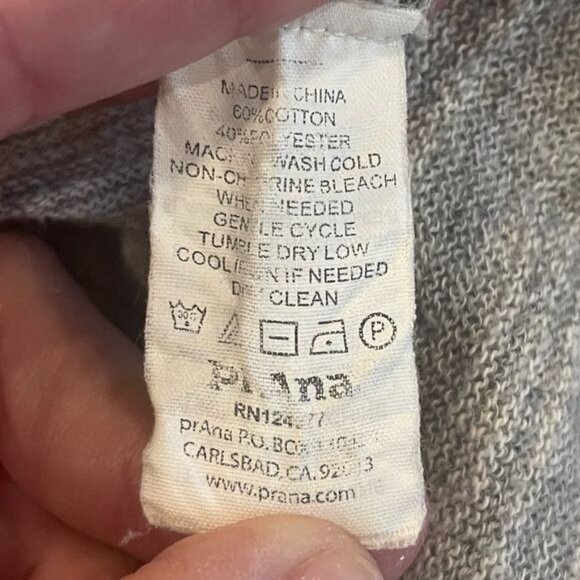 MADE IN CHINA
60%COTTON
40%POLYESTER
MACHINE WASH COLD
NON-CHLORINE BLEACH
WHEN NEEDED
GENTLE CYCLE
TUMBLE DRY LOW
COOL IRON IF NEEDED
DRY CLEAN
30°C
P
PrAna
prAna P.O. BOX
CARLSBAD, CA.
www.prana.com